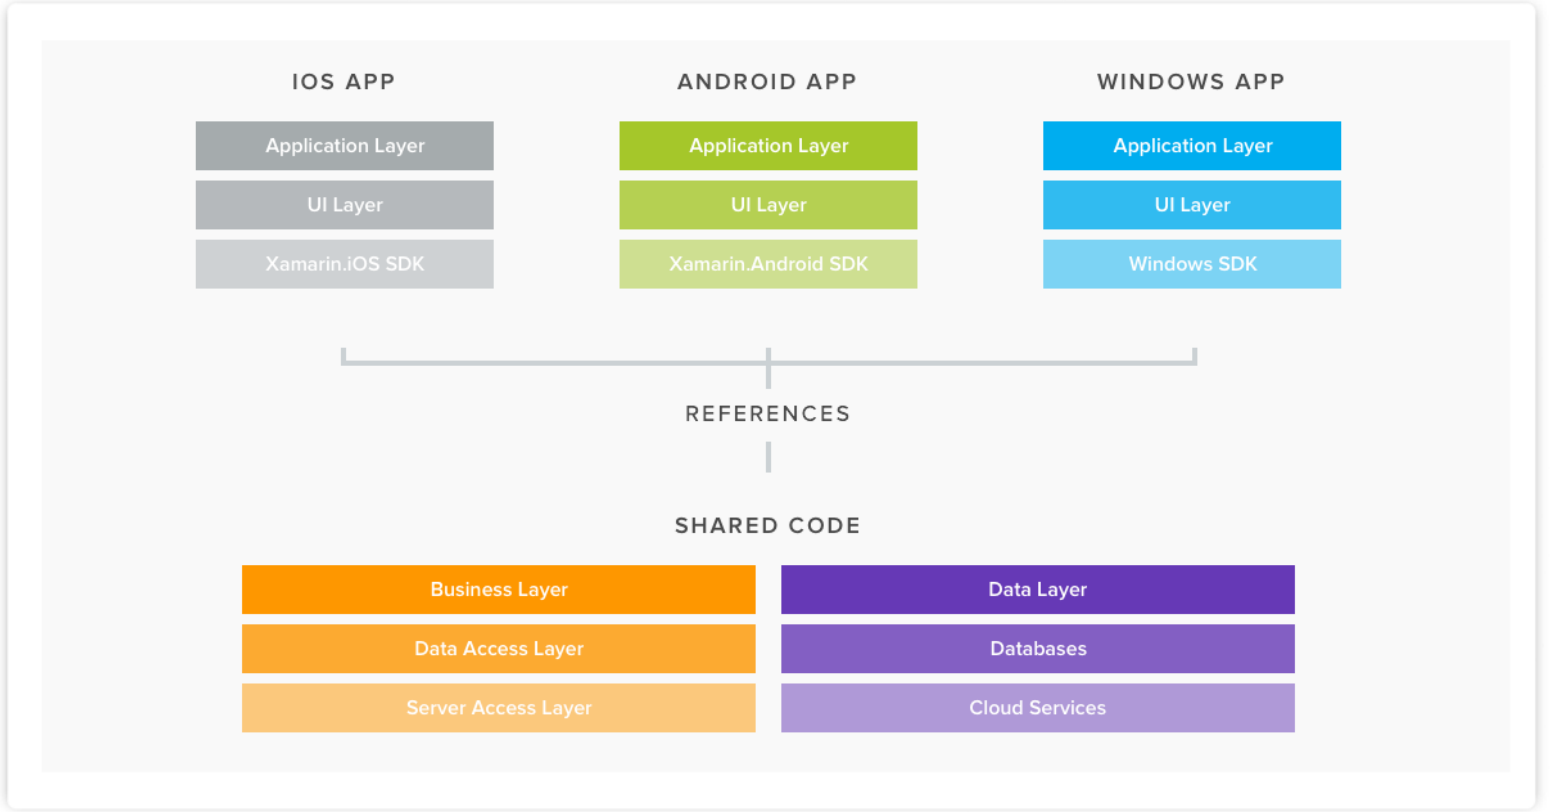 IOS APP
ANDROID APP
WINDOWS APP
Application Layer
Application Layer
Application Layer
UI Layer
UI Layer
UI Layer
Xamarin.iOS SDK
Xamarin.Android SDK
Windows SDK
REFERENCES
SHARED CODE
Business Layer
Data Layer
Data Access Layer
Databases
Server Access Layer
Cloud Services